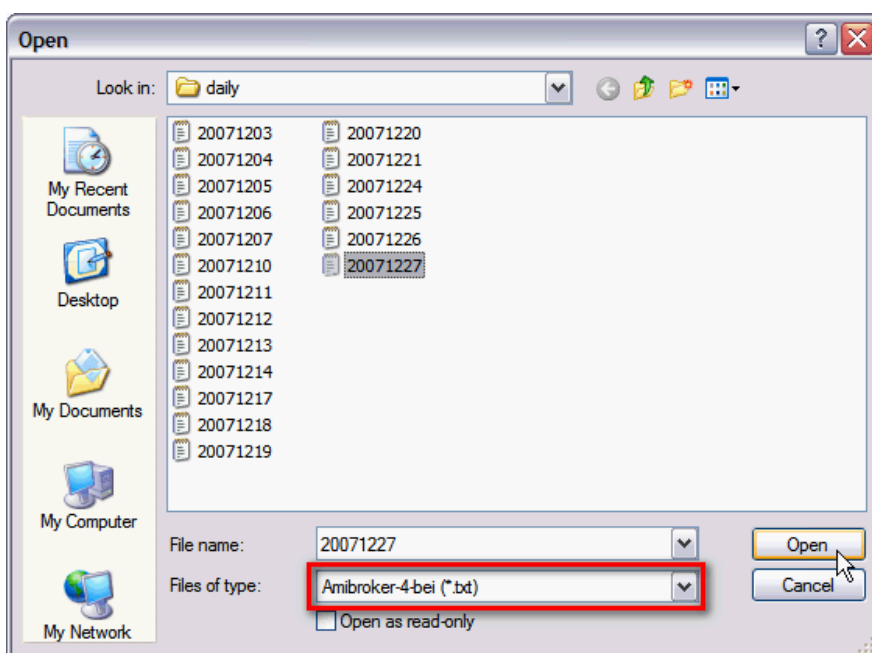 Open
Look in:
daily
My Recent
Documents
Desktop
My Documents
My Computer
My Network
20071203
20071204
20071205
20071206
20071207
20071210
20071211
20071212
20071213
20071214
20071217
20071218
20071219
20071220
20071221
20071224
20071225
20071226
20071227
File name:
20071227
Open
Files of type:
Amibroker-4-bei (*.txt)
Cancel
Open as read-only